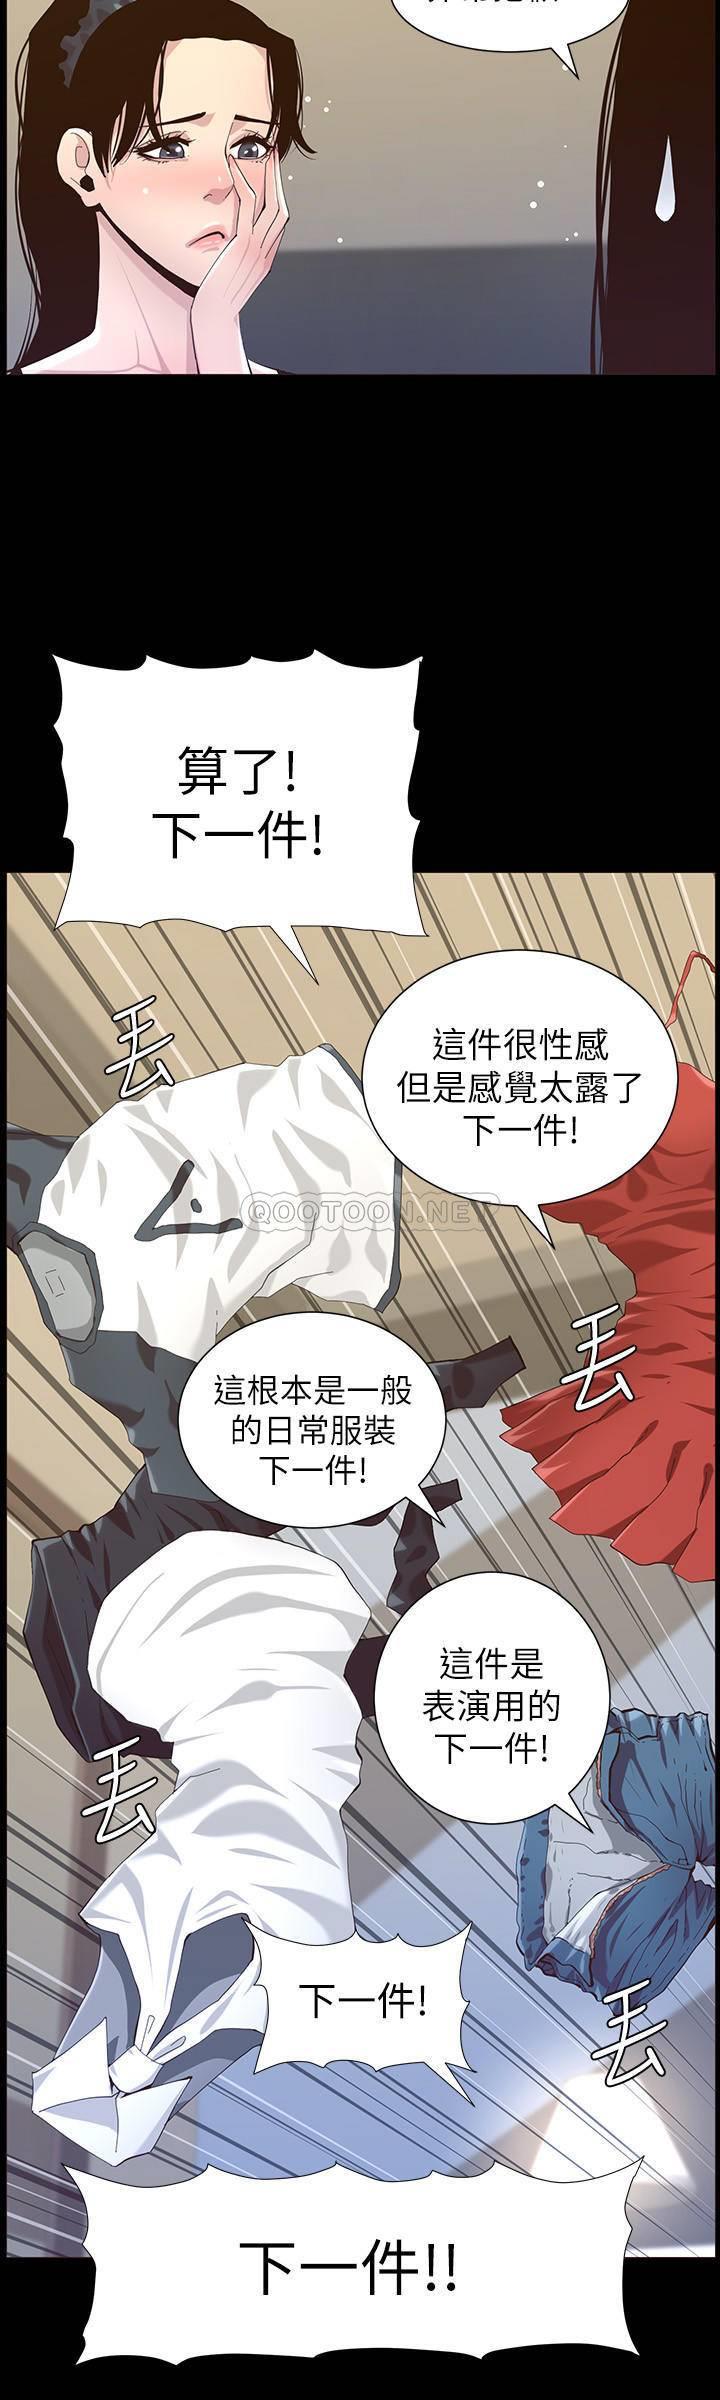 算了!
下一件!
丟
這件很性感
但是感覺太露了
下一件!
QOOTOON.NET
丟
這根本是一般
的日常服裝
下一件!
這件是
表演用的
下一件!
丟
下一件!
丟
下一件!!